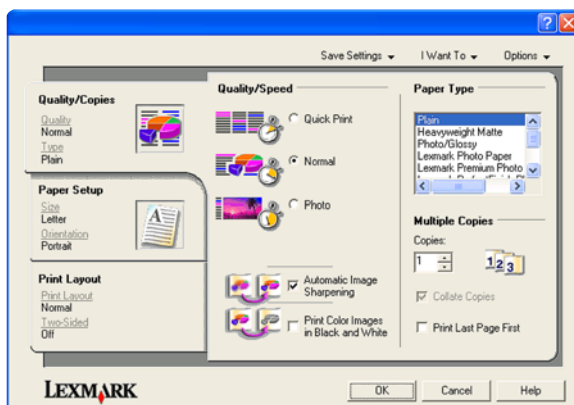 Save Settings
I Want To
Options
Quality/Copies
Quality
Normal
Type
Plain
Paper Setup
Size
Letter
Orientation
Portrait
Print Layout
Print Layout
Normal
Two-Sided
Off
Quality/Speed
Quick Print
Normal
Photo
Automatic Image
Sharpening
Print Color Images
in Black and White
Paper Type
Plain
Heavyweight Matte
Photo/Glossy
Lexmark Photo Paper
Lexmark Premium Photo
Multiple Copies
Copies:
1
1 2 3
Collate Copies
Print Last Page First
LEXMARK
OK
Cancel
Help